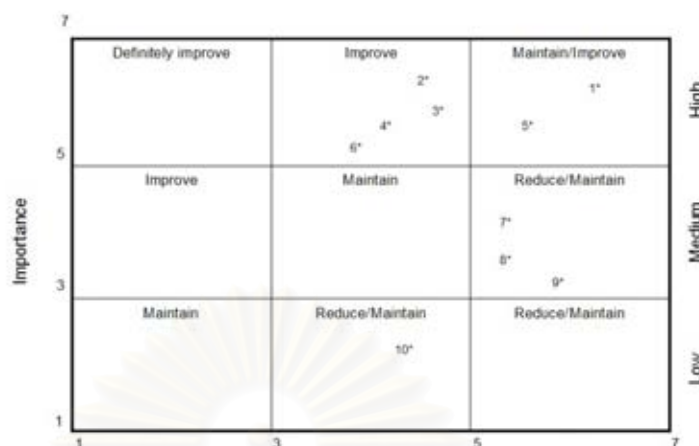 7
Definitely improve Improve Maintain/Improve
2*
1*
3*
4* 5*
6*
High
5
Improve Maintain Reduce/Maintain
7*
8*
9*
Medium
Importance
3
Maintain Reduce/Maintain Reduce/Maintain
10*
Low
1
1 3 5 7